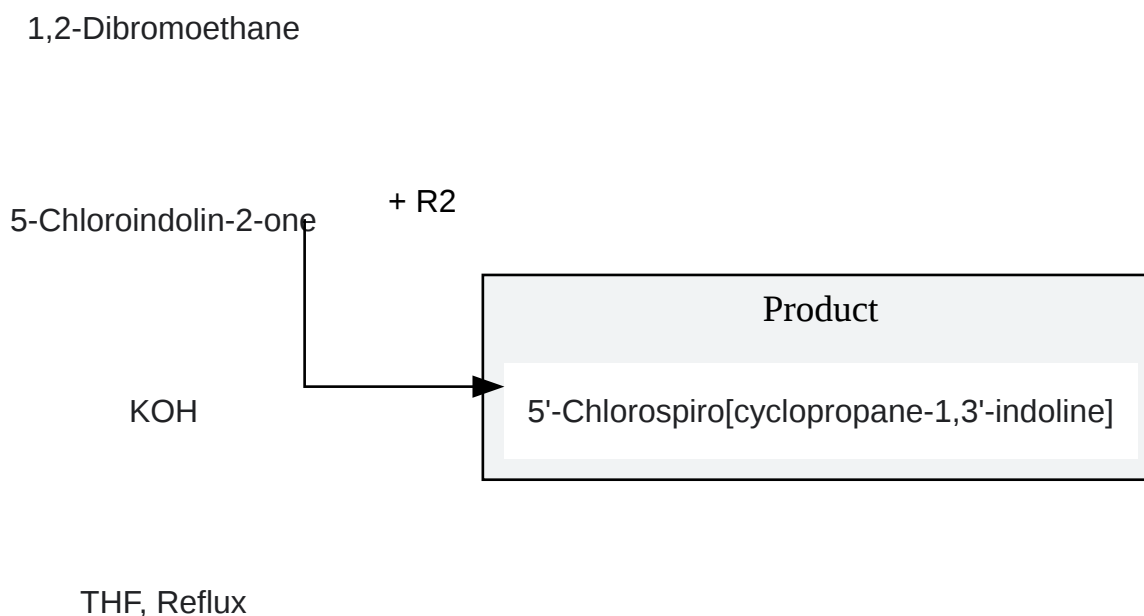 1,2-Dibromoethane
5-Chloroindolin-2-one
+ R2
Product
KOH
5'-Chlorospiro[cyclopropane-1,3'-indoline]
THF, Reflux